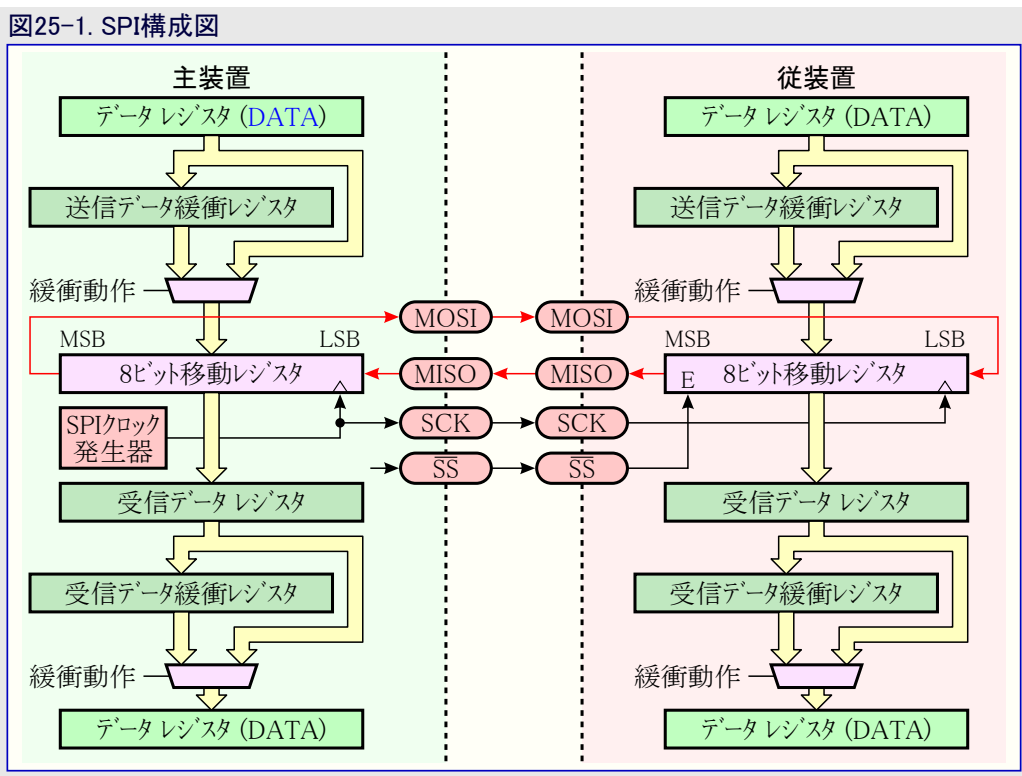 図25-1. SPI構成図
主装置
データ レジスタ (DATA)
送信データ緩衝レジスタ
緩衝動作
MSB
LSB
8ビット移動レジスタ
SPIクロック
発生器
受信データ レジスタ
受信データ緩衝レジスタ
緩衝動作
データ レジスタ (DATA)
MOSI
MOSI
MISO
MISO
SCK
SCK
SS
SS
従装置
データ レジスタ (DATA)
送信データ緩衝レジスタ
緩衝動作
MSB
LSB
E
8ビット移動レジスタ
受信データ レジスタ
受信データ緩衝レジスタ
緩衝動作
データ レジスタ (DATA)